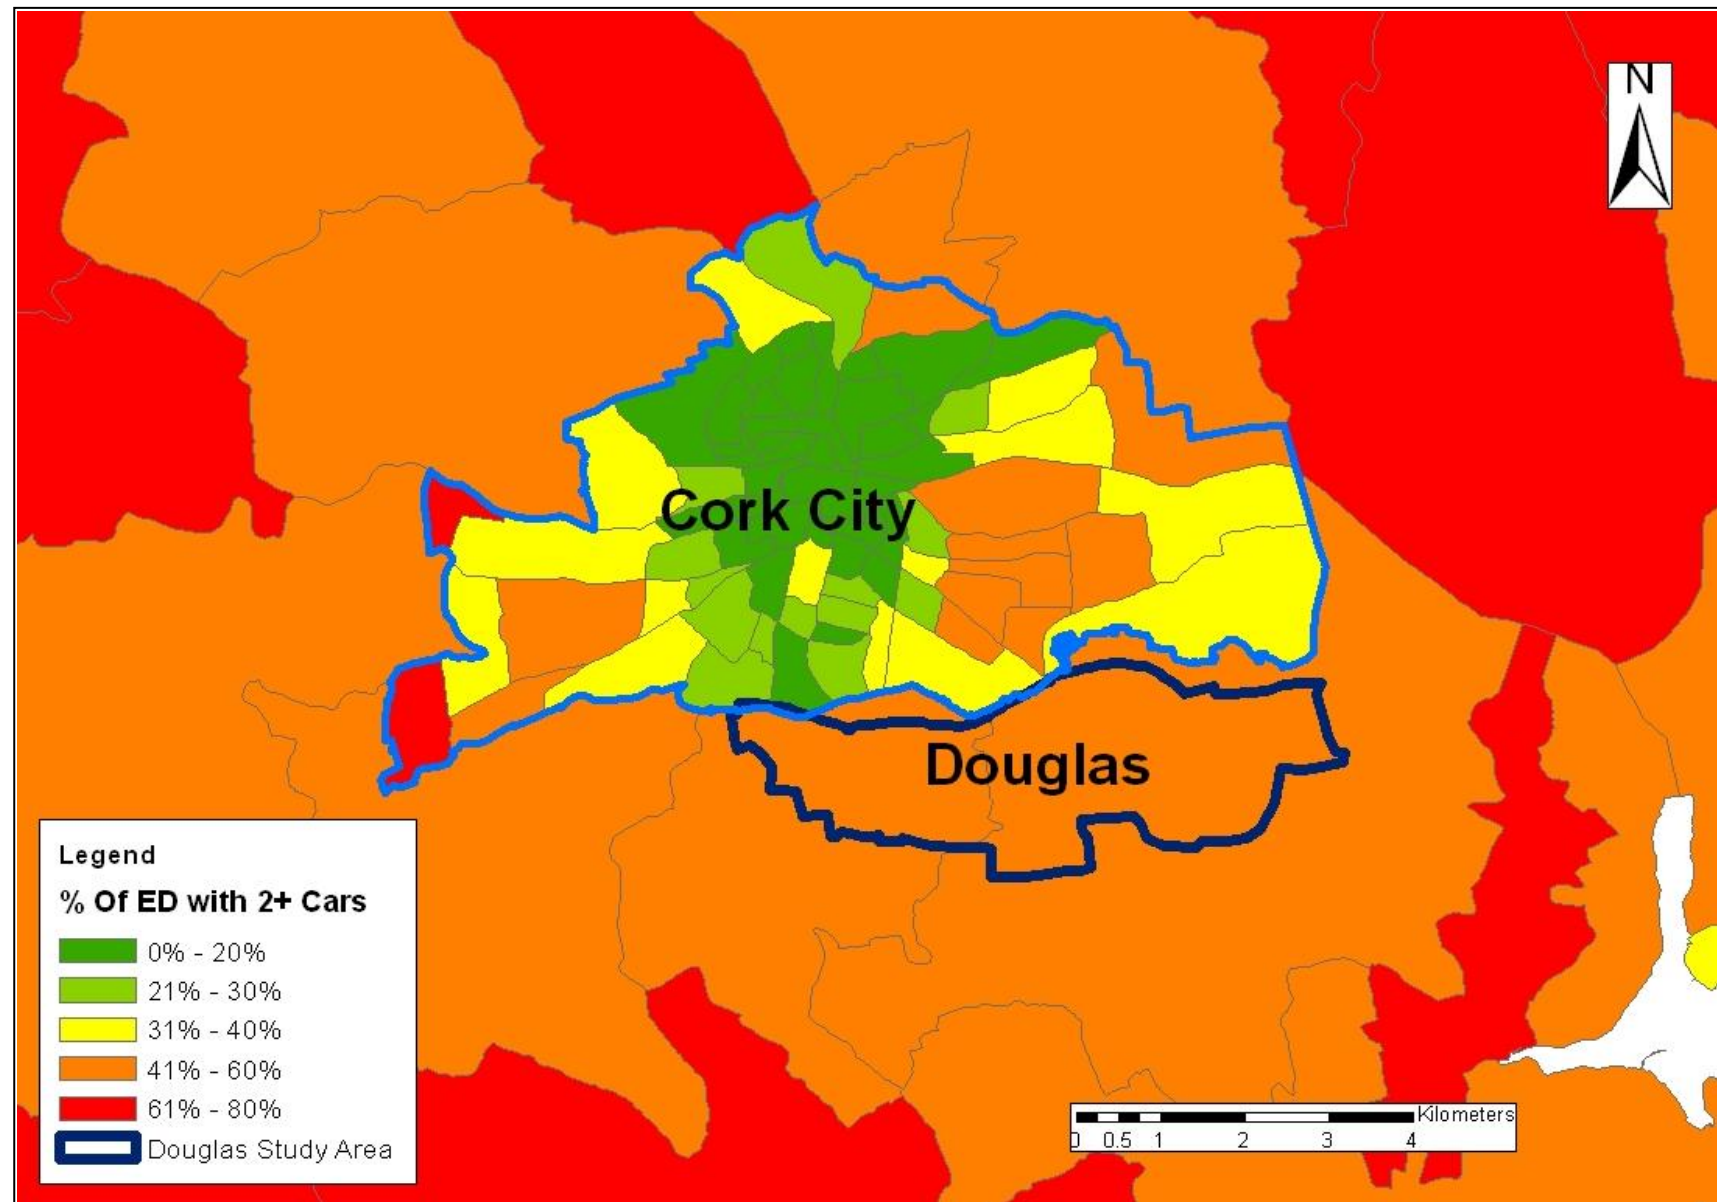 N
Cork City
Douglas
Legend
% Of ED with 2+ Cars
0% - 20%
21% - 30%
31% - 40%
41% - 60%
61% - 80%
Douglas Study Area
Kilometers
0 0.5 1 2 3 4